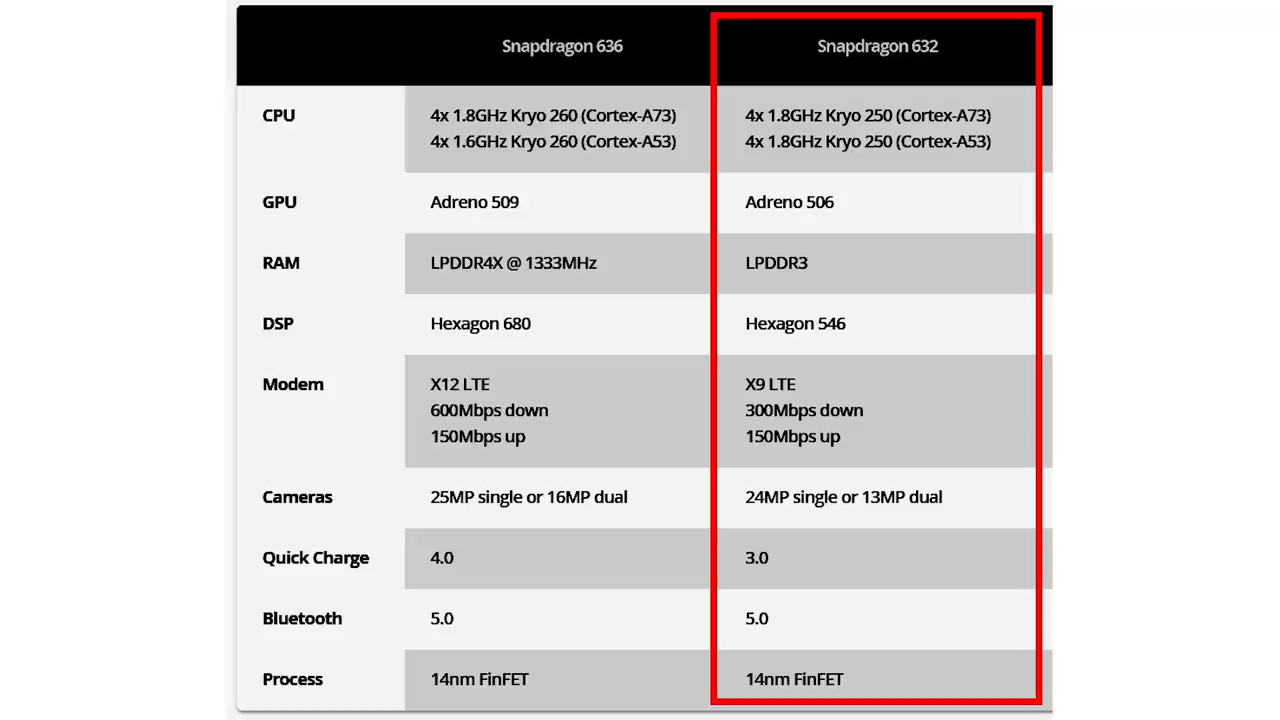 Snapdragon 636 Snapdragon 632
CPU 4x 1.8GHz Kryo 260 (Cortex-A73) 4x 1.8GHz Kryo 250 (Cortex-A73)
4x 1.6GHz Kryo 260 (Cortex-A53) 4x 1.8GHz Kryo 250 (Cortex-A53)
GPU Adreno 509 Adreno 506
RAM LPDDR4X @ 1333MHz LPDDR3
DSP Hexagon 680 Hexagon 546
Modem X12 LTE X9 LTE
600Mbps down 300Mbps down
150Mbps up 150Mbps up
Cameras 25MP single or 16MP dual 24MP single or 13MP dual
Quick Charge 4.0 3.0
Bluetooth 5.0 5.0
Process 14nm FinFET 14nm FinFET